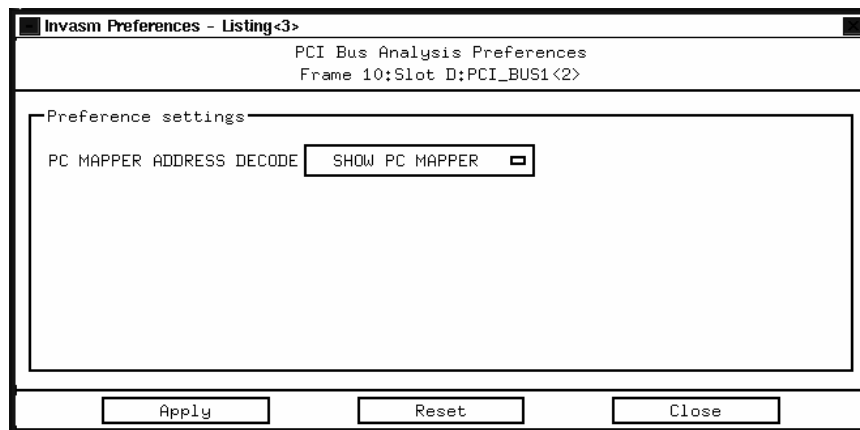 Invasm Preferences - Listing<3>
PCI Bus Analysis Preferences
Frame 10:Slot D:PCI_BUS1<2>
Preference settings
PC MAPPER ADDRESS DECODE SHOW PC MAPPER
Apply Reset Close